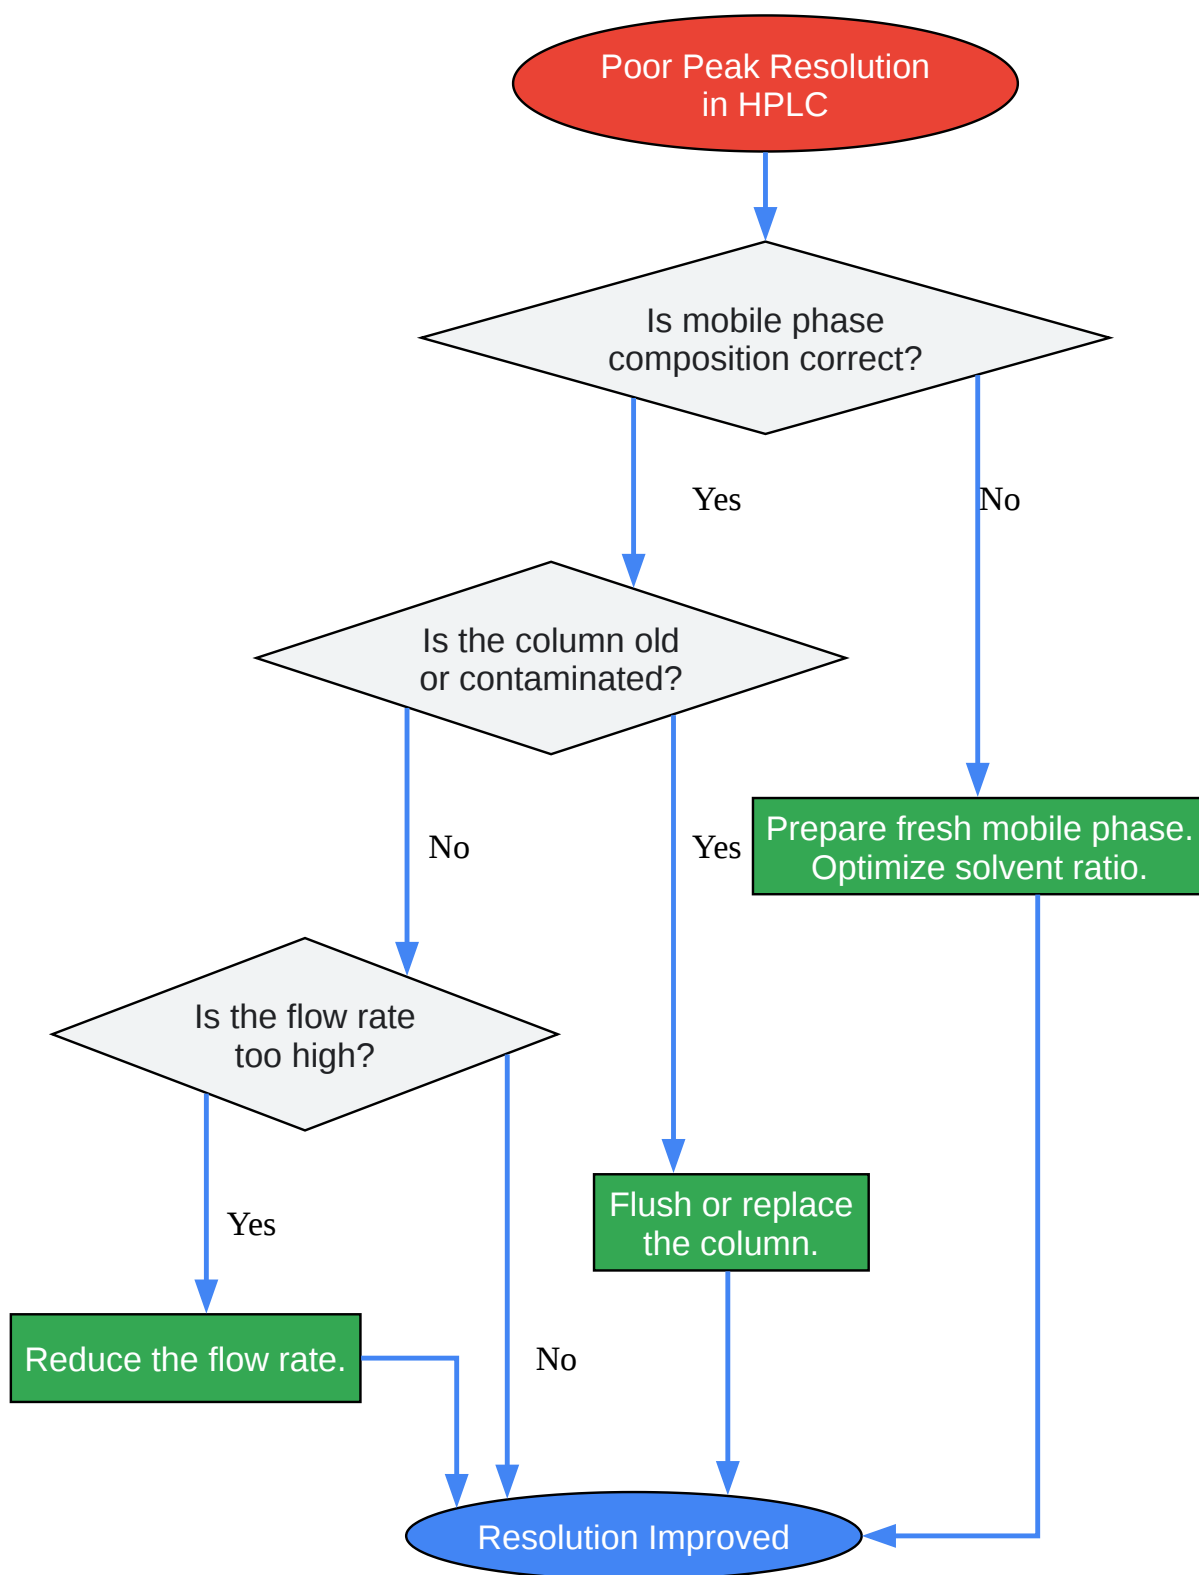 Poor Peak Resolution
in HPLC
Is mobile phase
composition correct?
Yes
No
Is the column old
or contaminated?
No
Yes
Prepare fresh mobile phase.
Optimize solvent ratio.
Is the flow rate
too high?
Flush or replace
the column.
Yes
Reduce the flow rate.
No
Resolution Improved